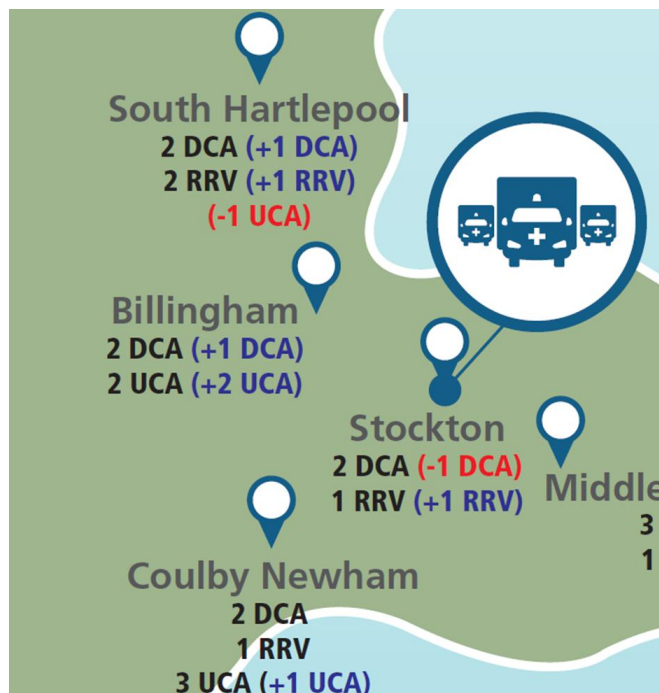 South Hartlepool
2 DCA (+1 DCA)
2 RRV (+1 RRV)
(-1 UCA)
Billingham
2 DCA (+1 DCA)
2 UCA (+2 UCA)
Stockton
2 DCA (-1 DCA)
1 RRV (+1 RRV)
Middle
3
1
Coulby Newham
2 DCA
1 RRV
3 UCA (+1 UCA)